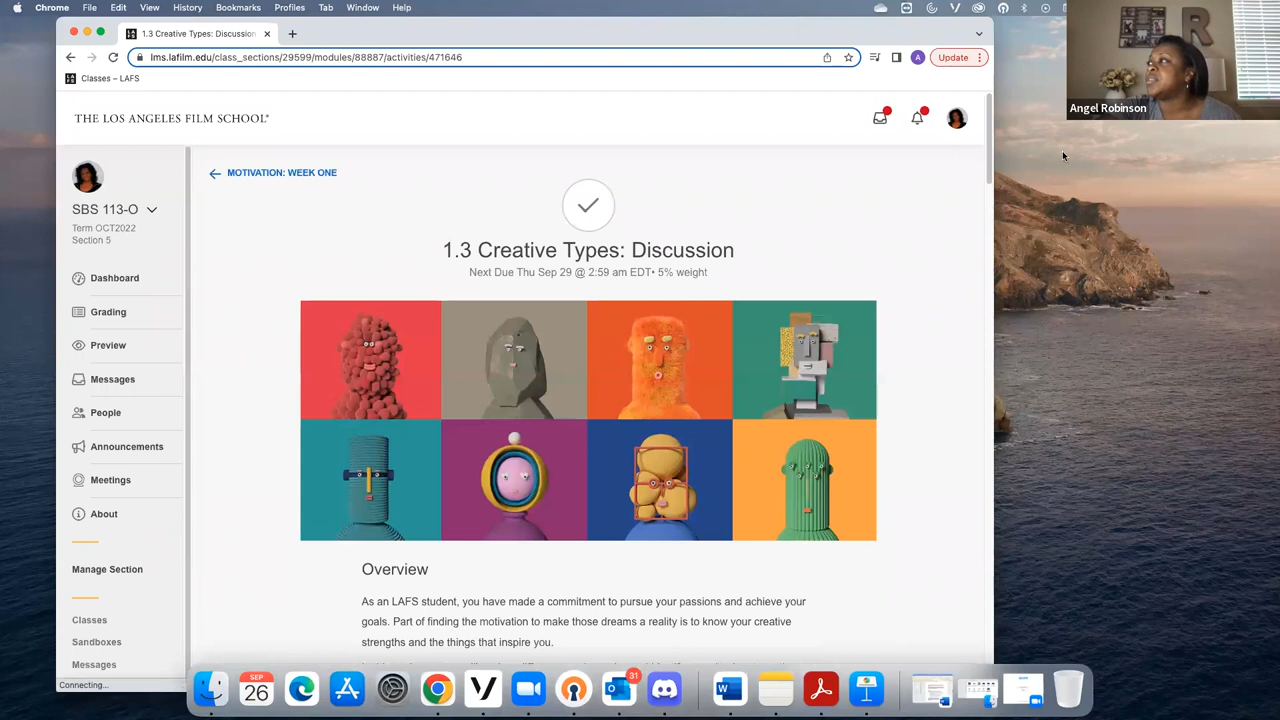 Chrome File Edit View History Bookmarks Profiles Tab Window Help
1.3 Creative Types: Discussion
lms.lafilm.edu/class_sections/29599/modules/88887/activities/471646
A
Update
Classes – LAFS
R
Angel Robinson
THE LOS ANGELES FILM SCHOOL®
SBS 113-O
Term OCT2022
Section 5
Dashboard
Grading
Preview
Messages
People
Announcements
Meetings
About
Manage Section
Classes
Sandboxes
Messages
Connecting...
MOTIVATION: WEEK ONE
1.3 Creative Types: Discussion
Next Due Thu Sep 29 @ 2:59 am EDT• 5% weight
Overview
As an LAFS student, you have made a commitment to pursue your passions and achieve your
goals. Part of finding the motivation to make those dreams a reality is to know your creative
strengths and the things that inspire you.
SEP
26
31